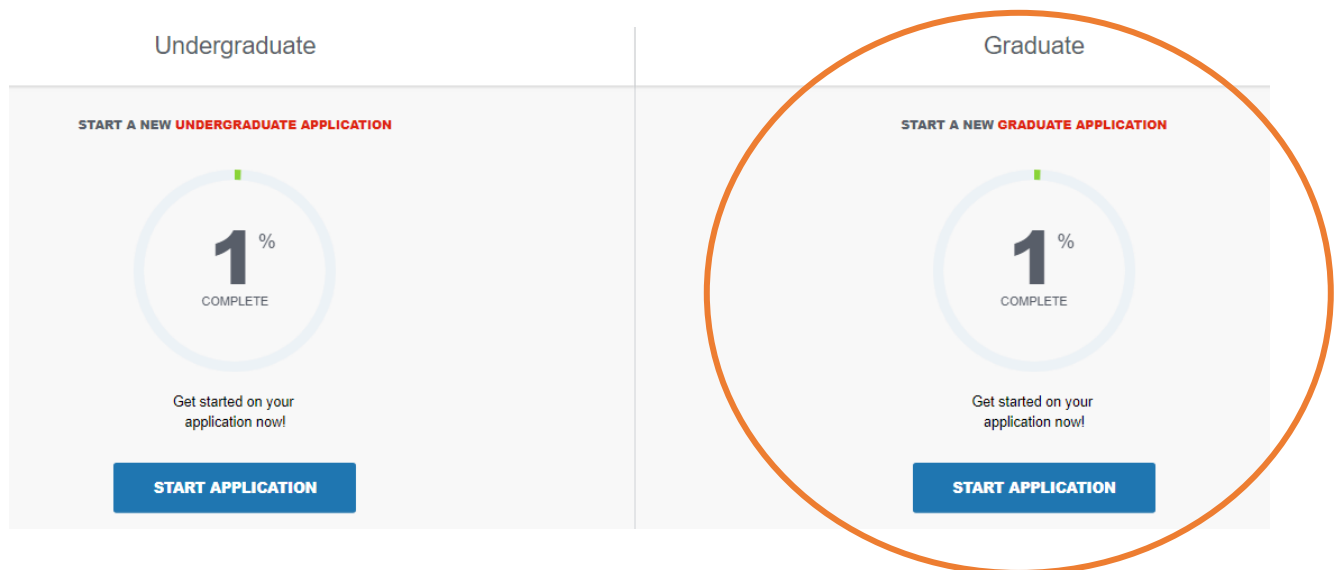 Undergraduate
START A NEW UNDERGRADUATE APPLICATION
1%
COMPLETE
Get started on your
application now!
START APPLICATION
Graduate
START A NEW GRADUATE APPLICATION
1%
COMPLETE
Get started on your
application now!
START APPLICATION